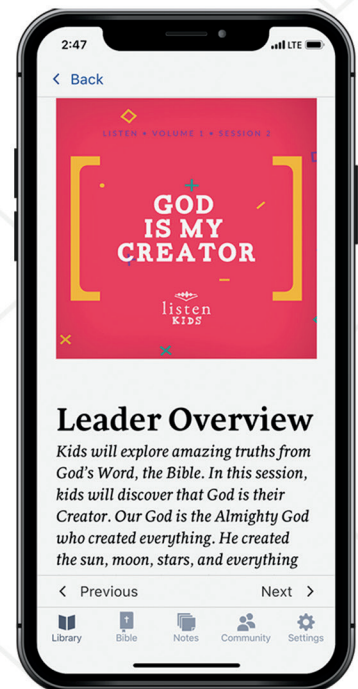 2:47
LTE
Back
LISTEN • VOLUME 1 • SESSION 2
GOD
IS MY
CREATOR
listen
KIDS
Leader Overview
Kids will explore amazing truths from
God's Word, the Bible. In this session,
kids will discover that God is their
Creator. Our God is the Almighty God
who created everything. He created
the sun, moon, stars, and everything
Previous Next
Library Bible Notes Community Settings